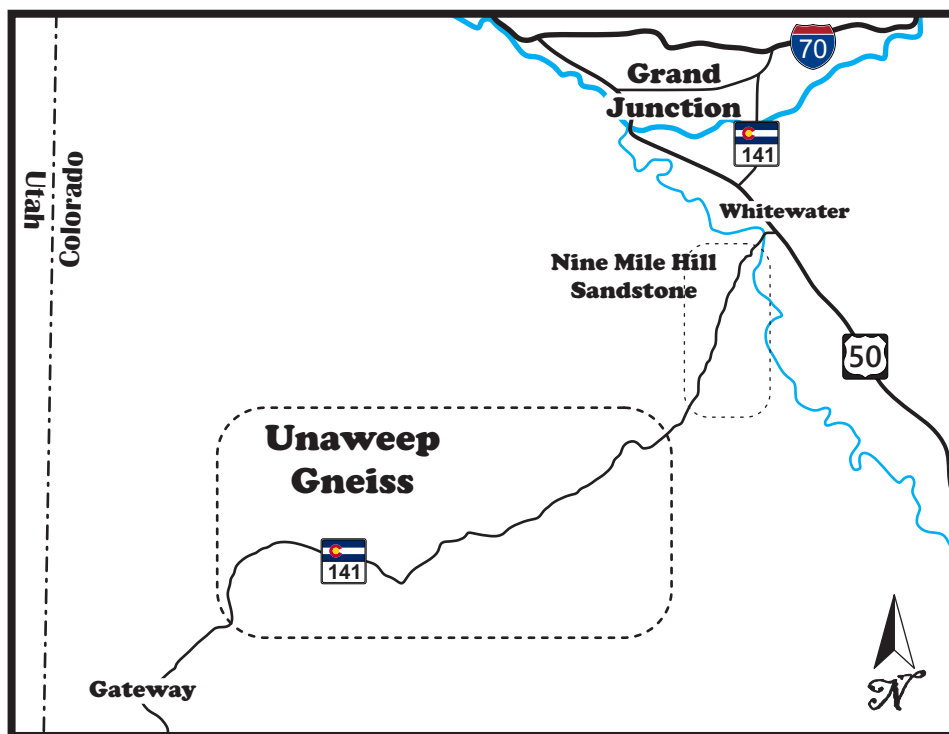 70
Grand
Junction
141
Utah
Colorado
Whitewater
Nine Mile Hill
Sandstone
50
Unaweep
Gneiss
141
Gateway
N